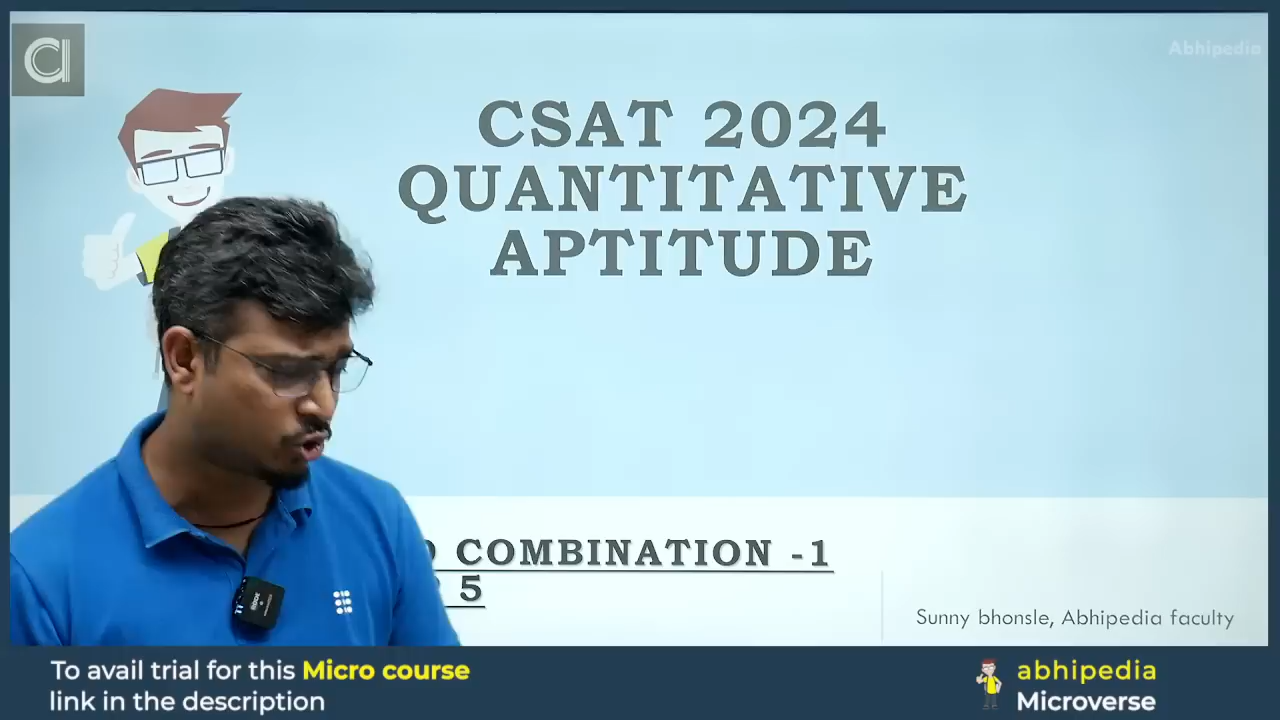 Abhipedia
CSAT 2024
QUANTITATIVE
APTITUDE
COMBINATION -1
5
Sunny bhonsle, Abhipedia faculty
To avail trial for this Micro course
link in the description
abhipedia
Microverse